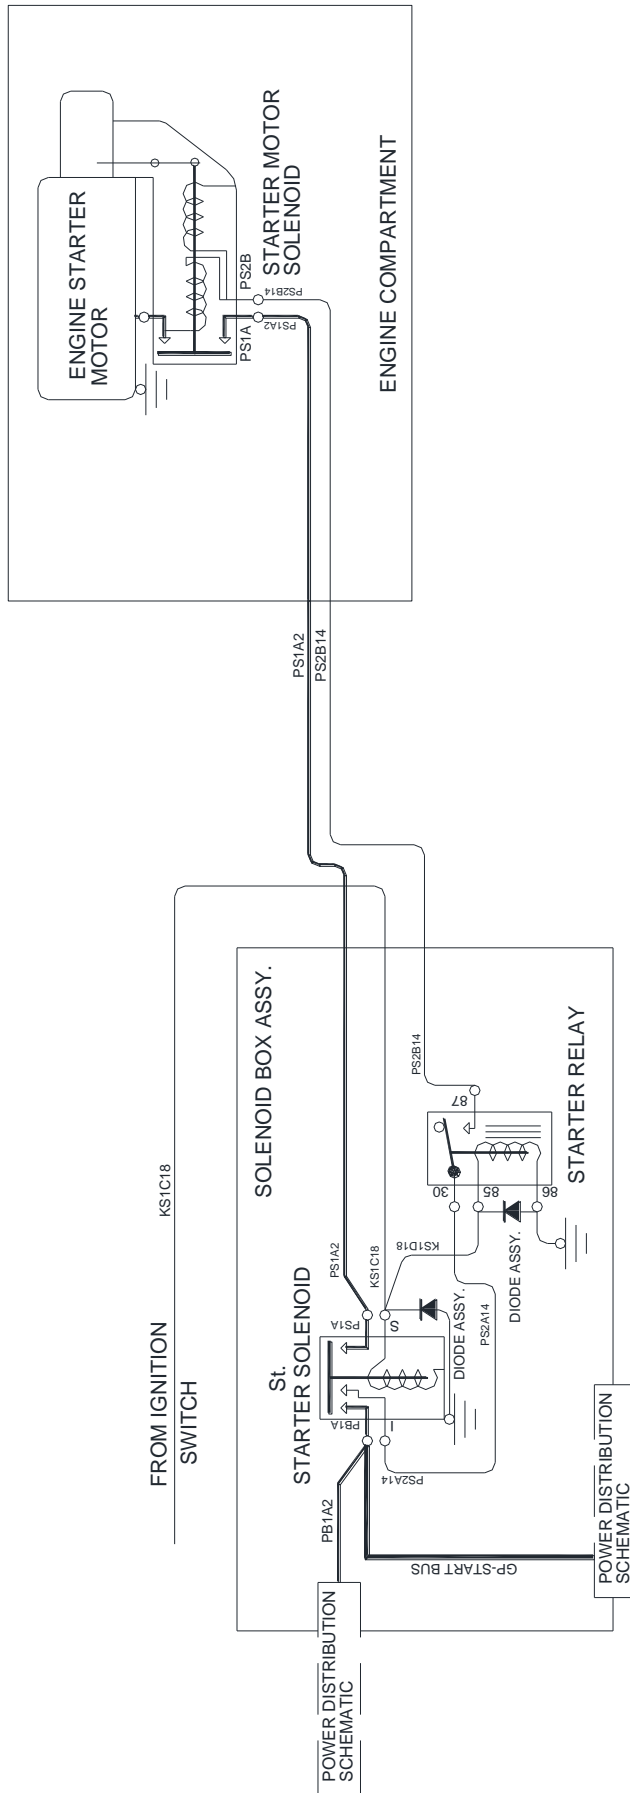 ENGINE STARTER
MOTOR
STARTER MOTOR
SOLENOID
PS2B
PS2B14
PS1A
PS1A2
ENGINE COMPARTMENT
PS1A2
PS2B14
KS1C18
FROM IGNITION
SWITCH
SOLENOID BOX ASSY.
PS2B14
87
30
85
86
STARTER RELAY
PS1A2
KS1C18
KS1D18
DIODE ASSY.
PS1A
S
DIODE ASSY.
PS2A14
St.
STARTER SOLENOID
PB1A
I
PS2A14
PB1A2
GP-START BUS
POWER DISTRIBUTION
SCHEMATIC
POWER DISTRIBUTION
SCHEMATIC